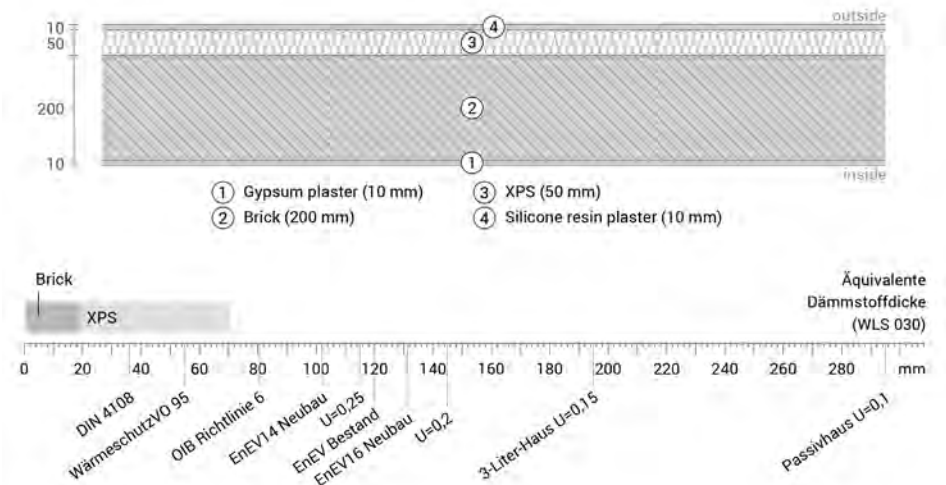 outside
10
50
200
10
4
3
2
1
inside
1 Gypsum plaster (10 mm)
3 XPS (50 mm)
2 Brick (200 mm)
4 Silicone resin plaster (10 mm)
Brick
XPS
Äquivalente
Dämmstoffdicke
(WLS 030)
0 20 40 60 80 100 120 140 160 180 200 220 240 260 280 mm
DIN 4108
WärmeschutzVO 95
OIB Richtlinie 6
EnEV14 Neubau
U=0,25
EnEV Bestand
EnEV16 Neubau
U=0,2
3-Liter-Haus U=0,15
Passivhaus U=0,1